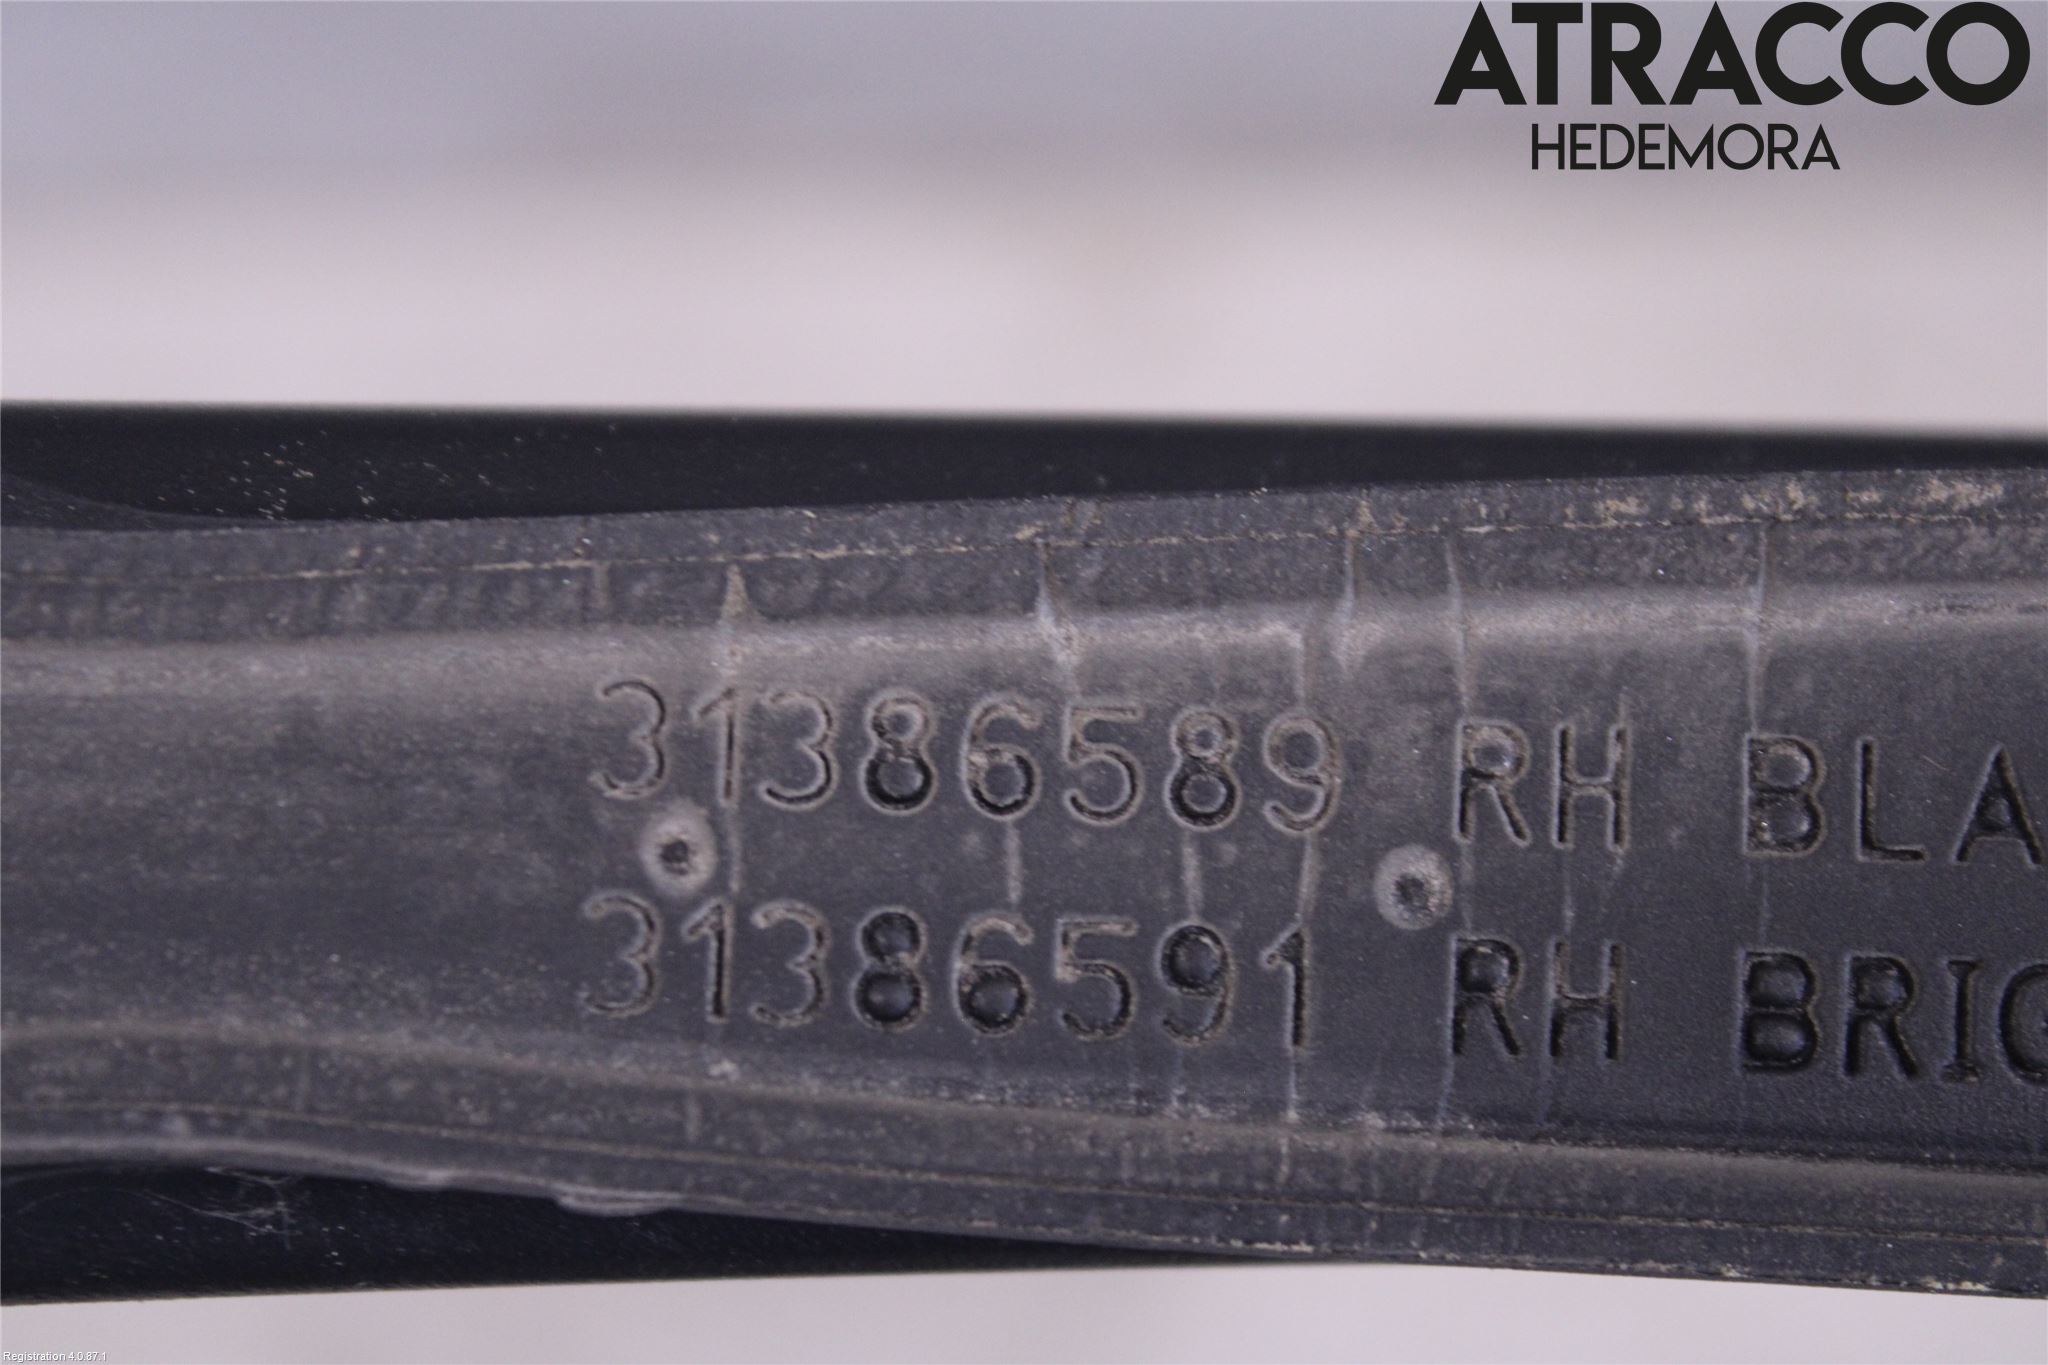 ATRACCO
HEDEMORA
31386589 RH BLA
31386591 RH BRIG
Registration 4.0.87.1